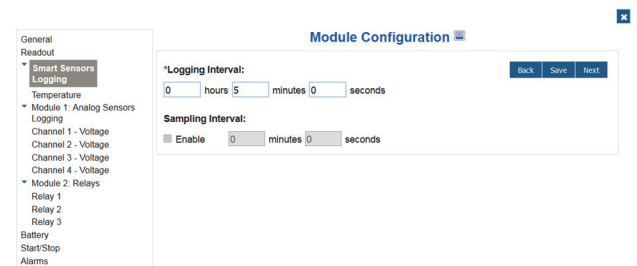 Module Configuration
General
Readout
Smart Sensors
Logging
Temperature
Module 1: Analog Sensors
Logging
Channel 1 - Voltage
Channel 2 - Voltage
Channel 3 - Voltage
Channel 4 - Voltage
Module 2: Relays
Relay 1
Relay 2
Relay 3
Battery
Start/Stop
Alarms
*Logging Interval:
Back Save Next
0 hours 5 minutes 0 seconds
Sampling Interval:
Enable 0 minutes 0 seconds